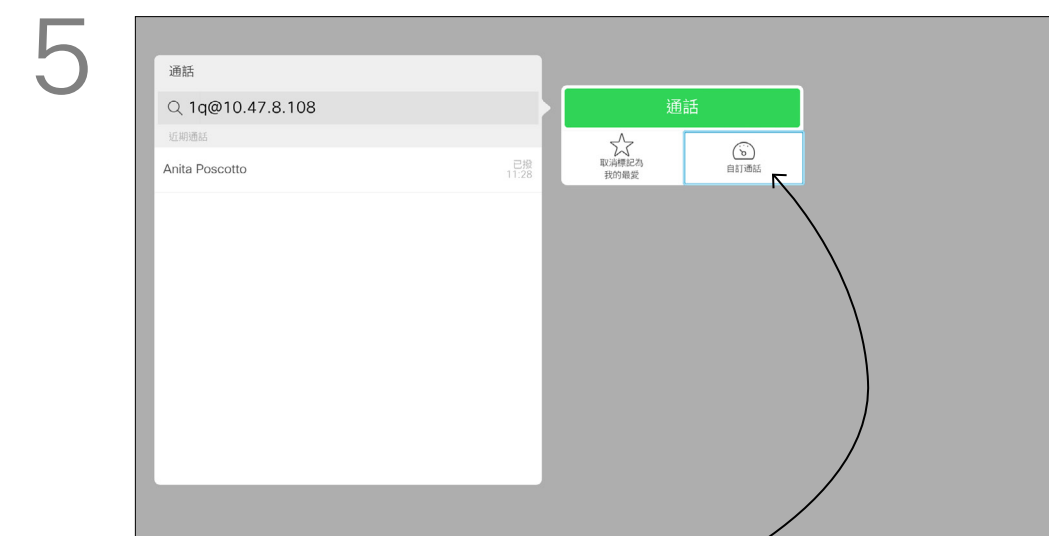 5
通話
1q@10.47.8.108
近期通話
Anita Poscotto
已撥
11:28
通話
取消標記為
我的最愛
自訂通話